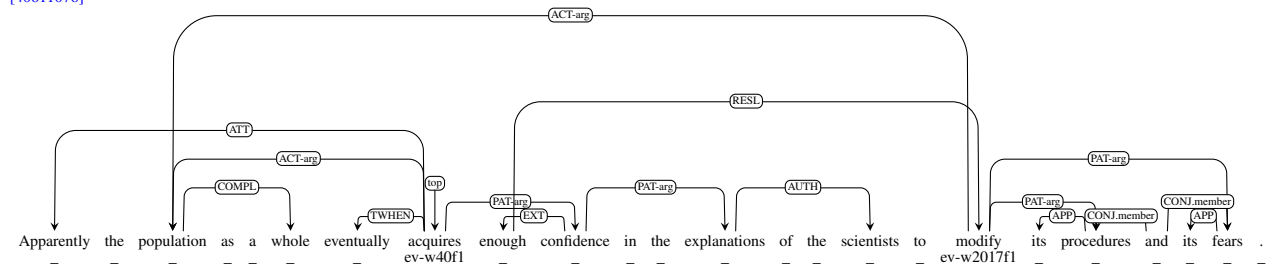 ACT-arg
RESL
ATT
ACT-arg PAT-arg
COMPL top PAT-arg AUTH
PAT-arg PAT-arg CONJ.member
TWHEN EXT APP CONJ.member APP
Apparently the population as a whole eventually acquires enough confidence in the explanations of the scientists to modify its procedures and its fears .
_ _ _ _ _ _ _ ev-w40f1 _ _ _ _ _ _ _ _ _ ev-w2017f1 _ _ _ _ _ _